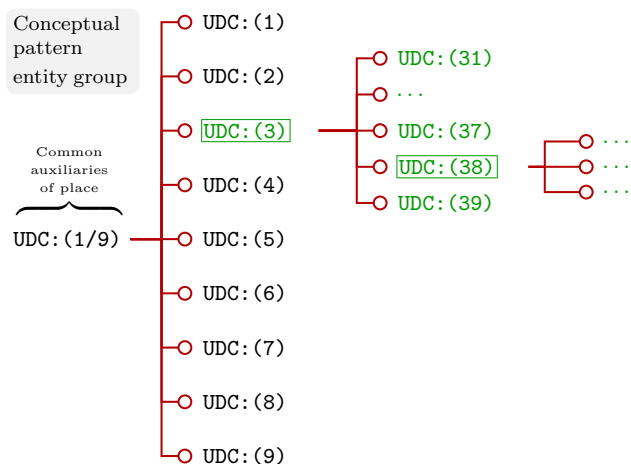 Conceptual
pattern
entity group
Common
auxiliaries
of place
UDC:(1/9)
UDC:(1)
UDC:(2)
UDC:(3)
UDC:(4)
UDC:(5)
UDC:(6)
UDC:(7)
UDC:(8)
UDC:(9)
UDC:(31)
···
UDC:(37)
UDC:(38)
UDC:(39)
···
···
···